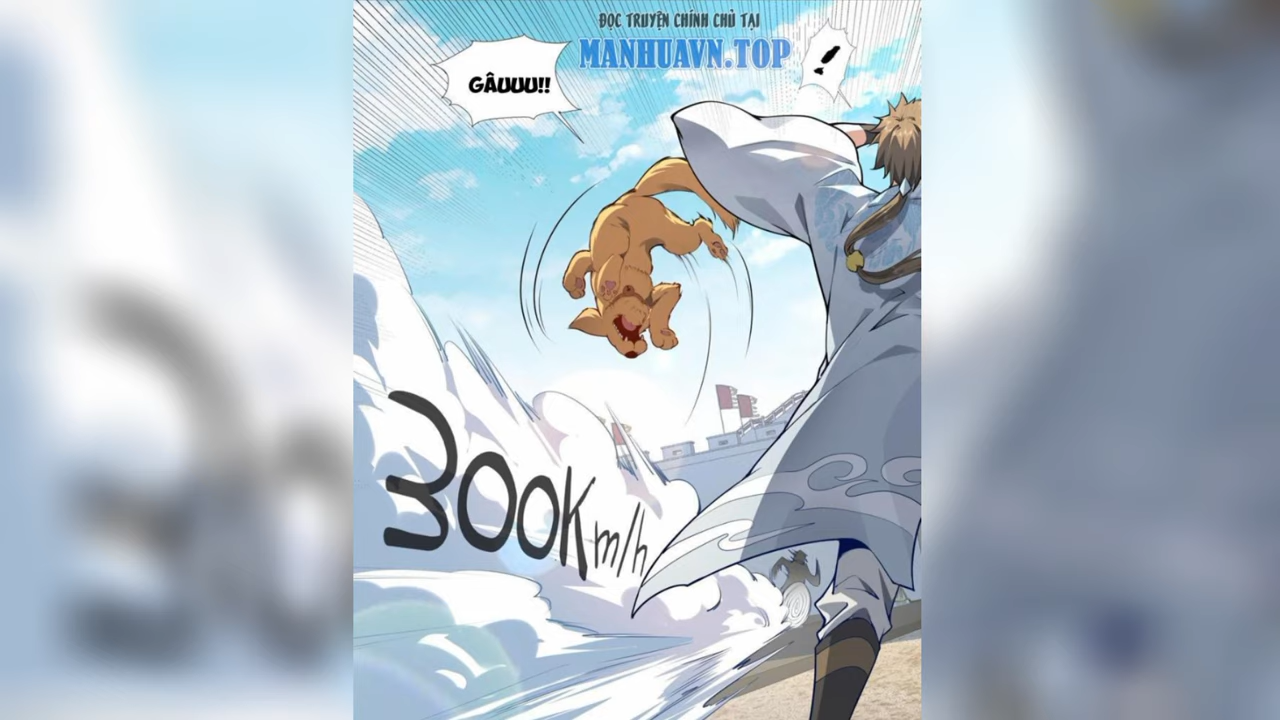 ĐỌC TRUYỆN CHÍNH CHỦ TẠI
MANHUAVN.TOP
GÂUUU!!
!
300Km/h